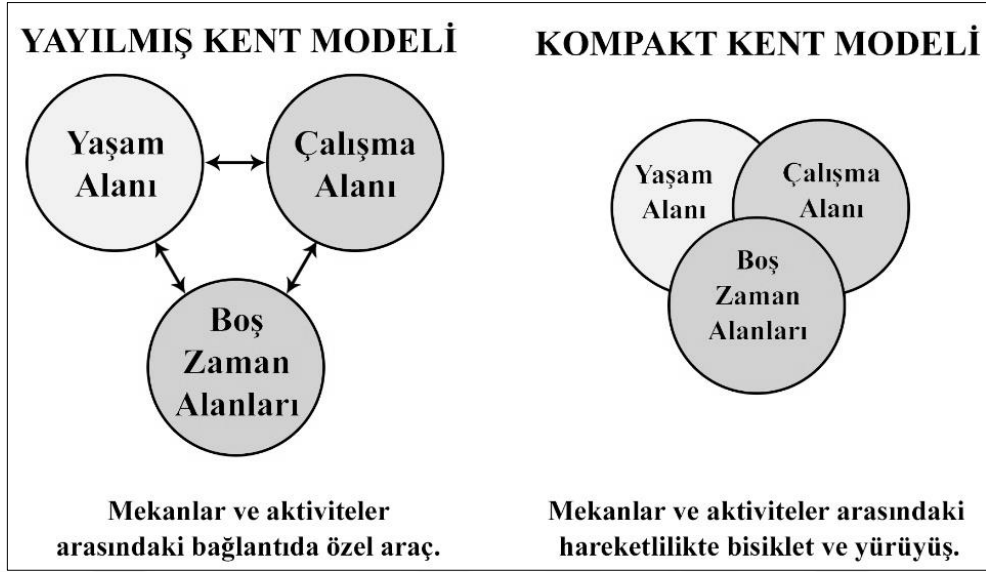 YAYILMIŞ KENT MODELİ
Yaşam
Alanı
Çalışma
Alanı
Boş
Zaman
Alanları
Mekanlar ve aktiviteler
arasındaki bağlantıda özel araç.
KOMPAKT KENT MODELİ
Yaşam
Alanı
Çalışma
Alanı
Boş
Zaman
Alanları
Mekanlar ve aktiviteler arasındaki
hareketlilikte bisiklet ve yürüyüş.